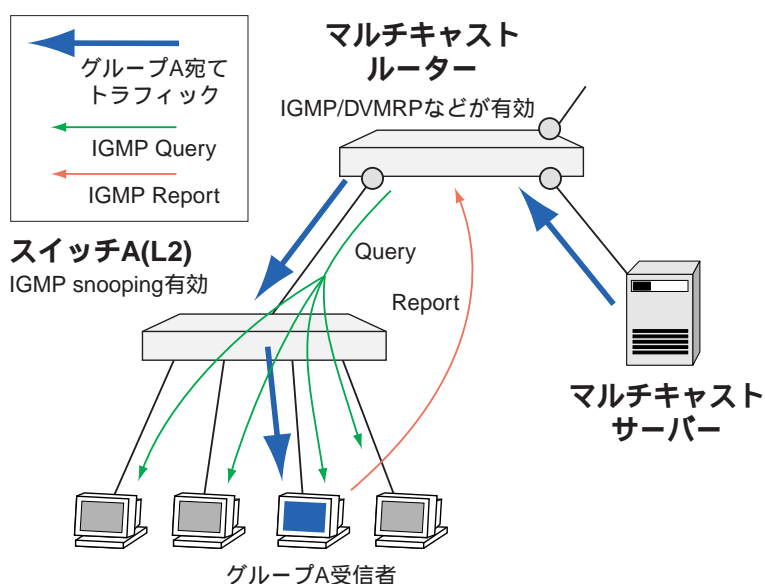 グループA宛て
トラフィック
IGMP Query
IGMP Report
マルチキャスト
ルーター
IGMP/DVMRPなどが有効
スイッチA(L2)
IGMP snooping有効
Query
Report
マルチキャスト
サーバー
グループA受信者